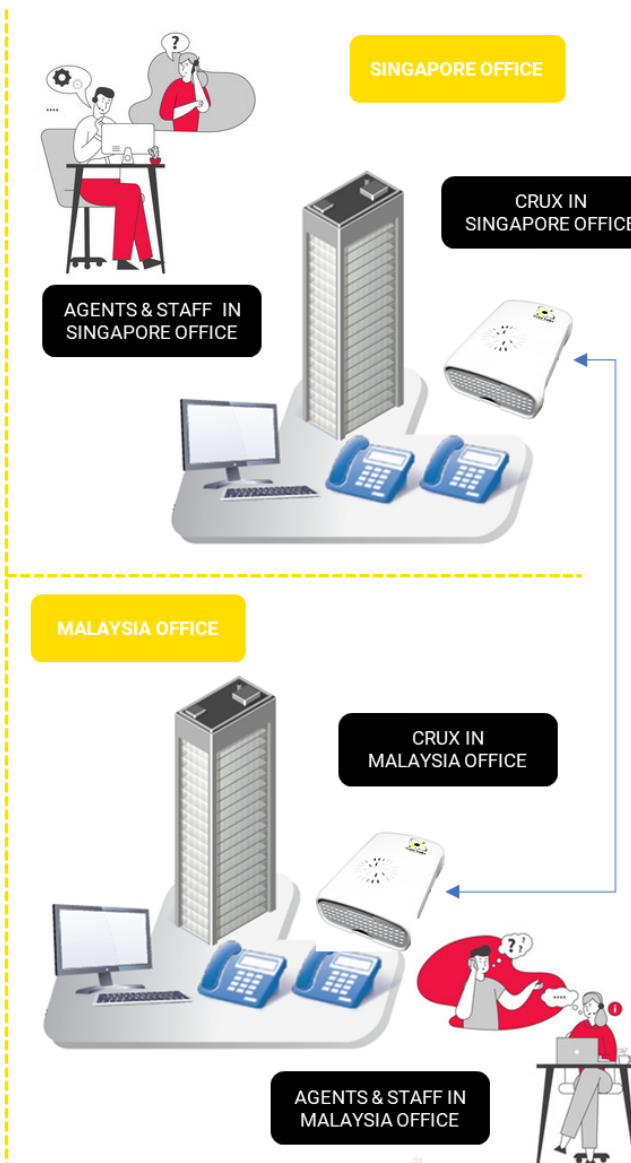 ?
....
SINGAPORE OFFICE
CRUX IN
SINGAPORE OFFICE
AGENTS & STAFF IN
SINGAPORE OFFICE
MALAYSIA OFFICE
CRUX IN
MALAYSIA OFFICE
? ? ?
....
i
AGENTS & STAFF IN
MALAYSIA OFFICE